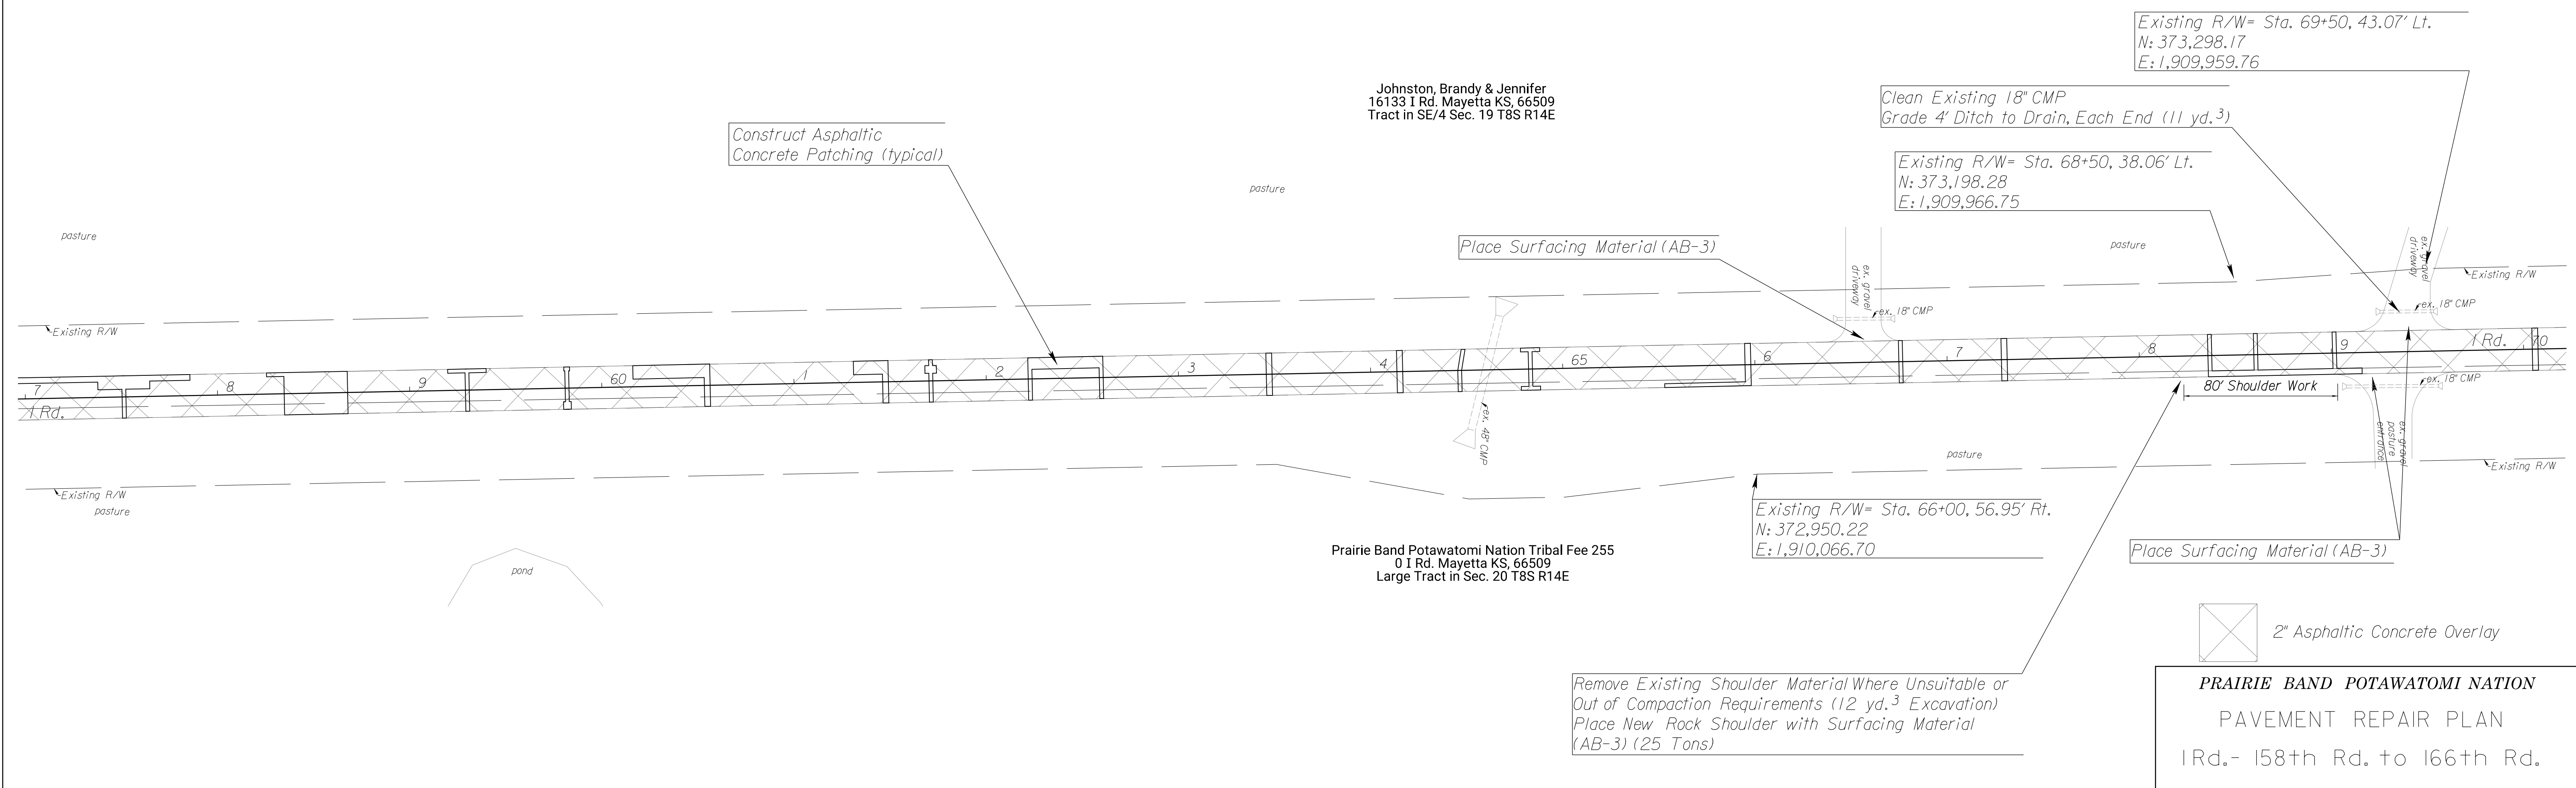 Existing R/W= Sta. 69+50, 43.07' Lt.
N: 373,298.17
E: 1,909,959.76
Johnston, Brandy & Jennifer
16133 I Rd. Mayetta KS, 66509
Tract in SE/4 Sec. 19 T8S R14E
Clean Existing 18" CMP
Grade 4' Ditch to Drain, Each End (11 yd.3)
Construct Asphaltic
Concrete Patching (typical)
Existing R/W= Sta. 68+50, 38.06' Lt.
N: 373,198.28
E: 1,909,966.75
pasture
pasture
Place Surfacing Material (AB-3)
pasture
ex. gravel
driveway
ex. gravel
driveway
Existing R/W
Existing R/W
ex. 18" CMP
ex. 18" CMP
7
8
9
60
1
2
3
4
65
6
7
8
9
70
I Rd.
I Rd.
80' Shoulder Work
ex. 18" CMP
ex. 48" CMP
ex. gravel
pasture
entrance
pasture
Existing R/W
Existing R/W
pasture
Existing R/W= Sta. 66+00, 56.95' Rt.
N: 372,950.22
E: 1,910,066.70
Prairie Band Potawatomi Nation Tribal Fee 255
0 I Rd. Mayetta KS, 66509
Large Tract in Sec. 20 T8S R14E
Place Surfacing Material (AB-3)
pond
2" Asphaltic Concrete Overlay
Remove Existing Shoulder Material Where Unsuitable or
Out of Compaction Requirements (12 yd.3 Excavation)
Place New Rock Shoulder with Surfacing Material
(AB-3) (25 Tons)
PRAIRIE BAND POTAWATOMI NATION
PAVEMENT REPAIR PLAN
I Rd.- 158th Rd. to 166th Rd.